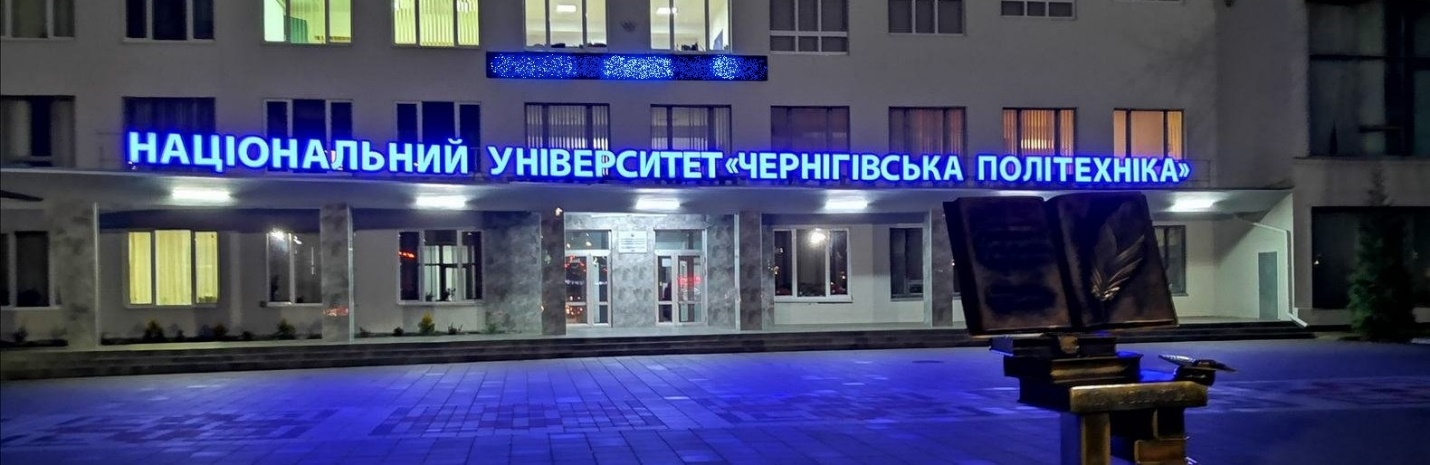 НАЦІОНАЛЬНИЙ УНІВЕРСИТЕТ «ЧЕРНІГІВСЬКА ПОЛІТЕХНІКА»